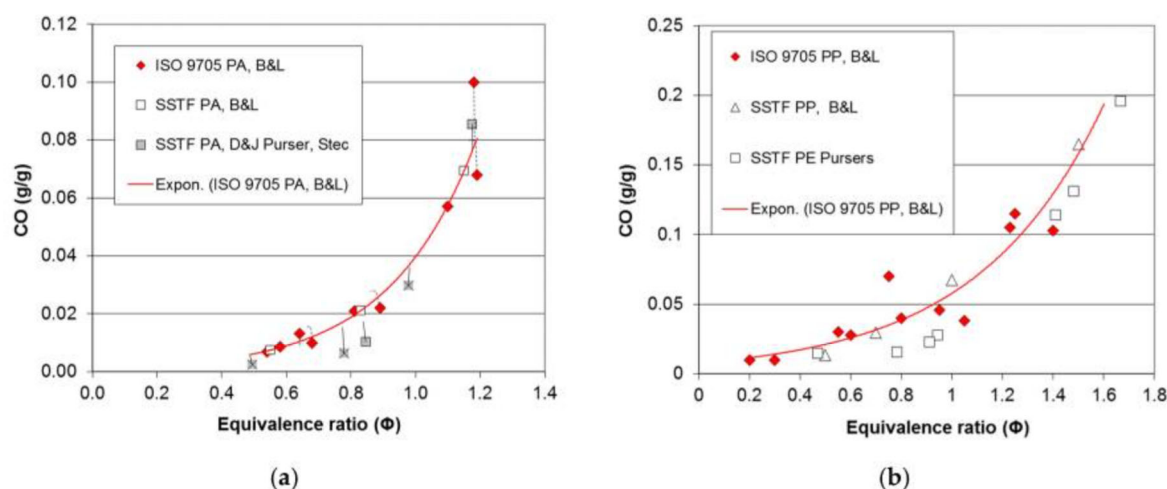 0.12
0.10
0.08
0.06
0.04
0.02
0.00
CO (g/g)
ISO 9705 PA, B&L
SSTF PA, B&L
SSTF PA, D&J Purser, Stec
Expon. (ISO 9705 PA, B&L)
0.0 0.2 0.4 0.6 0.8 1.0 1.2 1.4
Equivalence ratio (Φ)
(a)
0.25
0.2
0.15
0.1
0.05
0
CO (g/g)
ISO 9705 PP, B&L
SSTF PP, B&L
SSTF PE Pursers
Expon. (ISO 9705 PP, B&L)
0 0.2 0.4 0.6 0.8 1 1.2 1.4 1.6 1.8
Equivalence ratio (Φ)
(b)